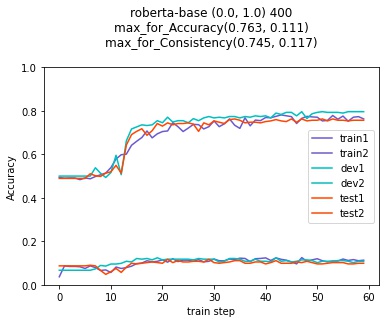 roberta-base (0.0, 1.0) 400
max_for_Accuracy(0.763, 0.111)
max_for_Consistency(0.745, 0.117)
1.0
0.8
0.6
0.4
0.2
0.0
Accuracy
train1
train2
dev1
dev2
test1
test2
0 10 20 30 40 50 60
train step